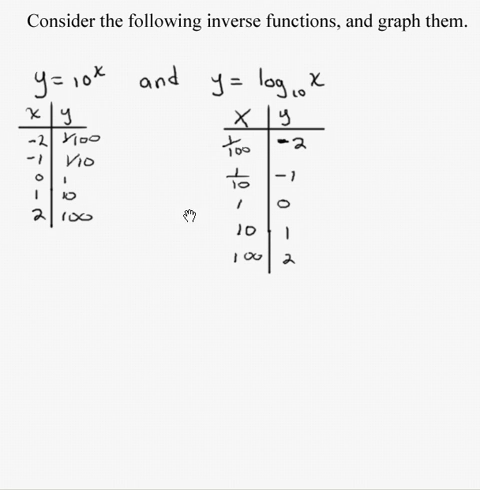 Consider the following inverse functions, and graph them.
y = 10^x and y = log₁₀ x
x | y
-2 | 1/100
-1 | 1/10
0 | 1
1 | 10
2 | 100
x | y
1/100 | -2
1/10 | -1
1 | 0
10 | 1
100 | 2